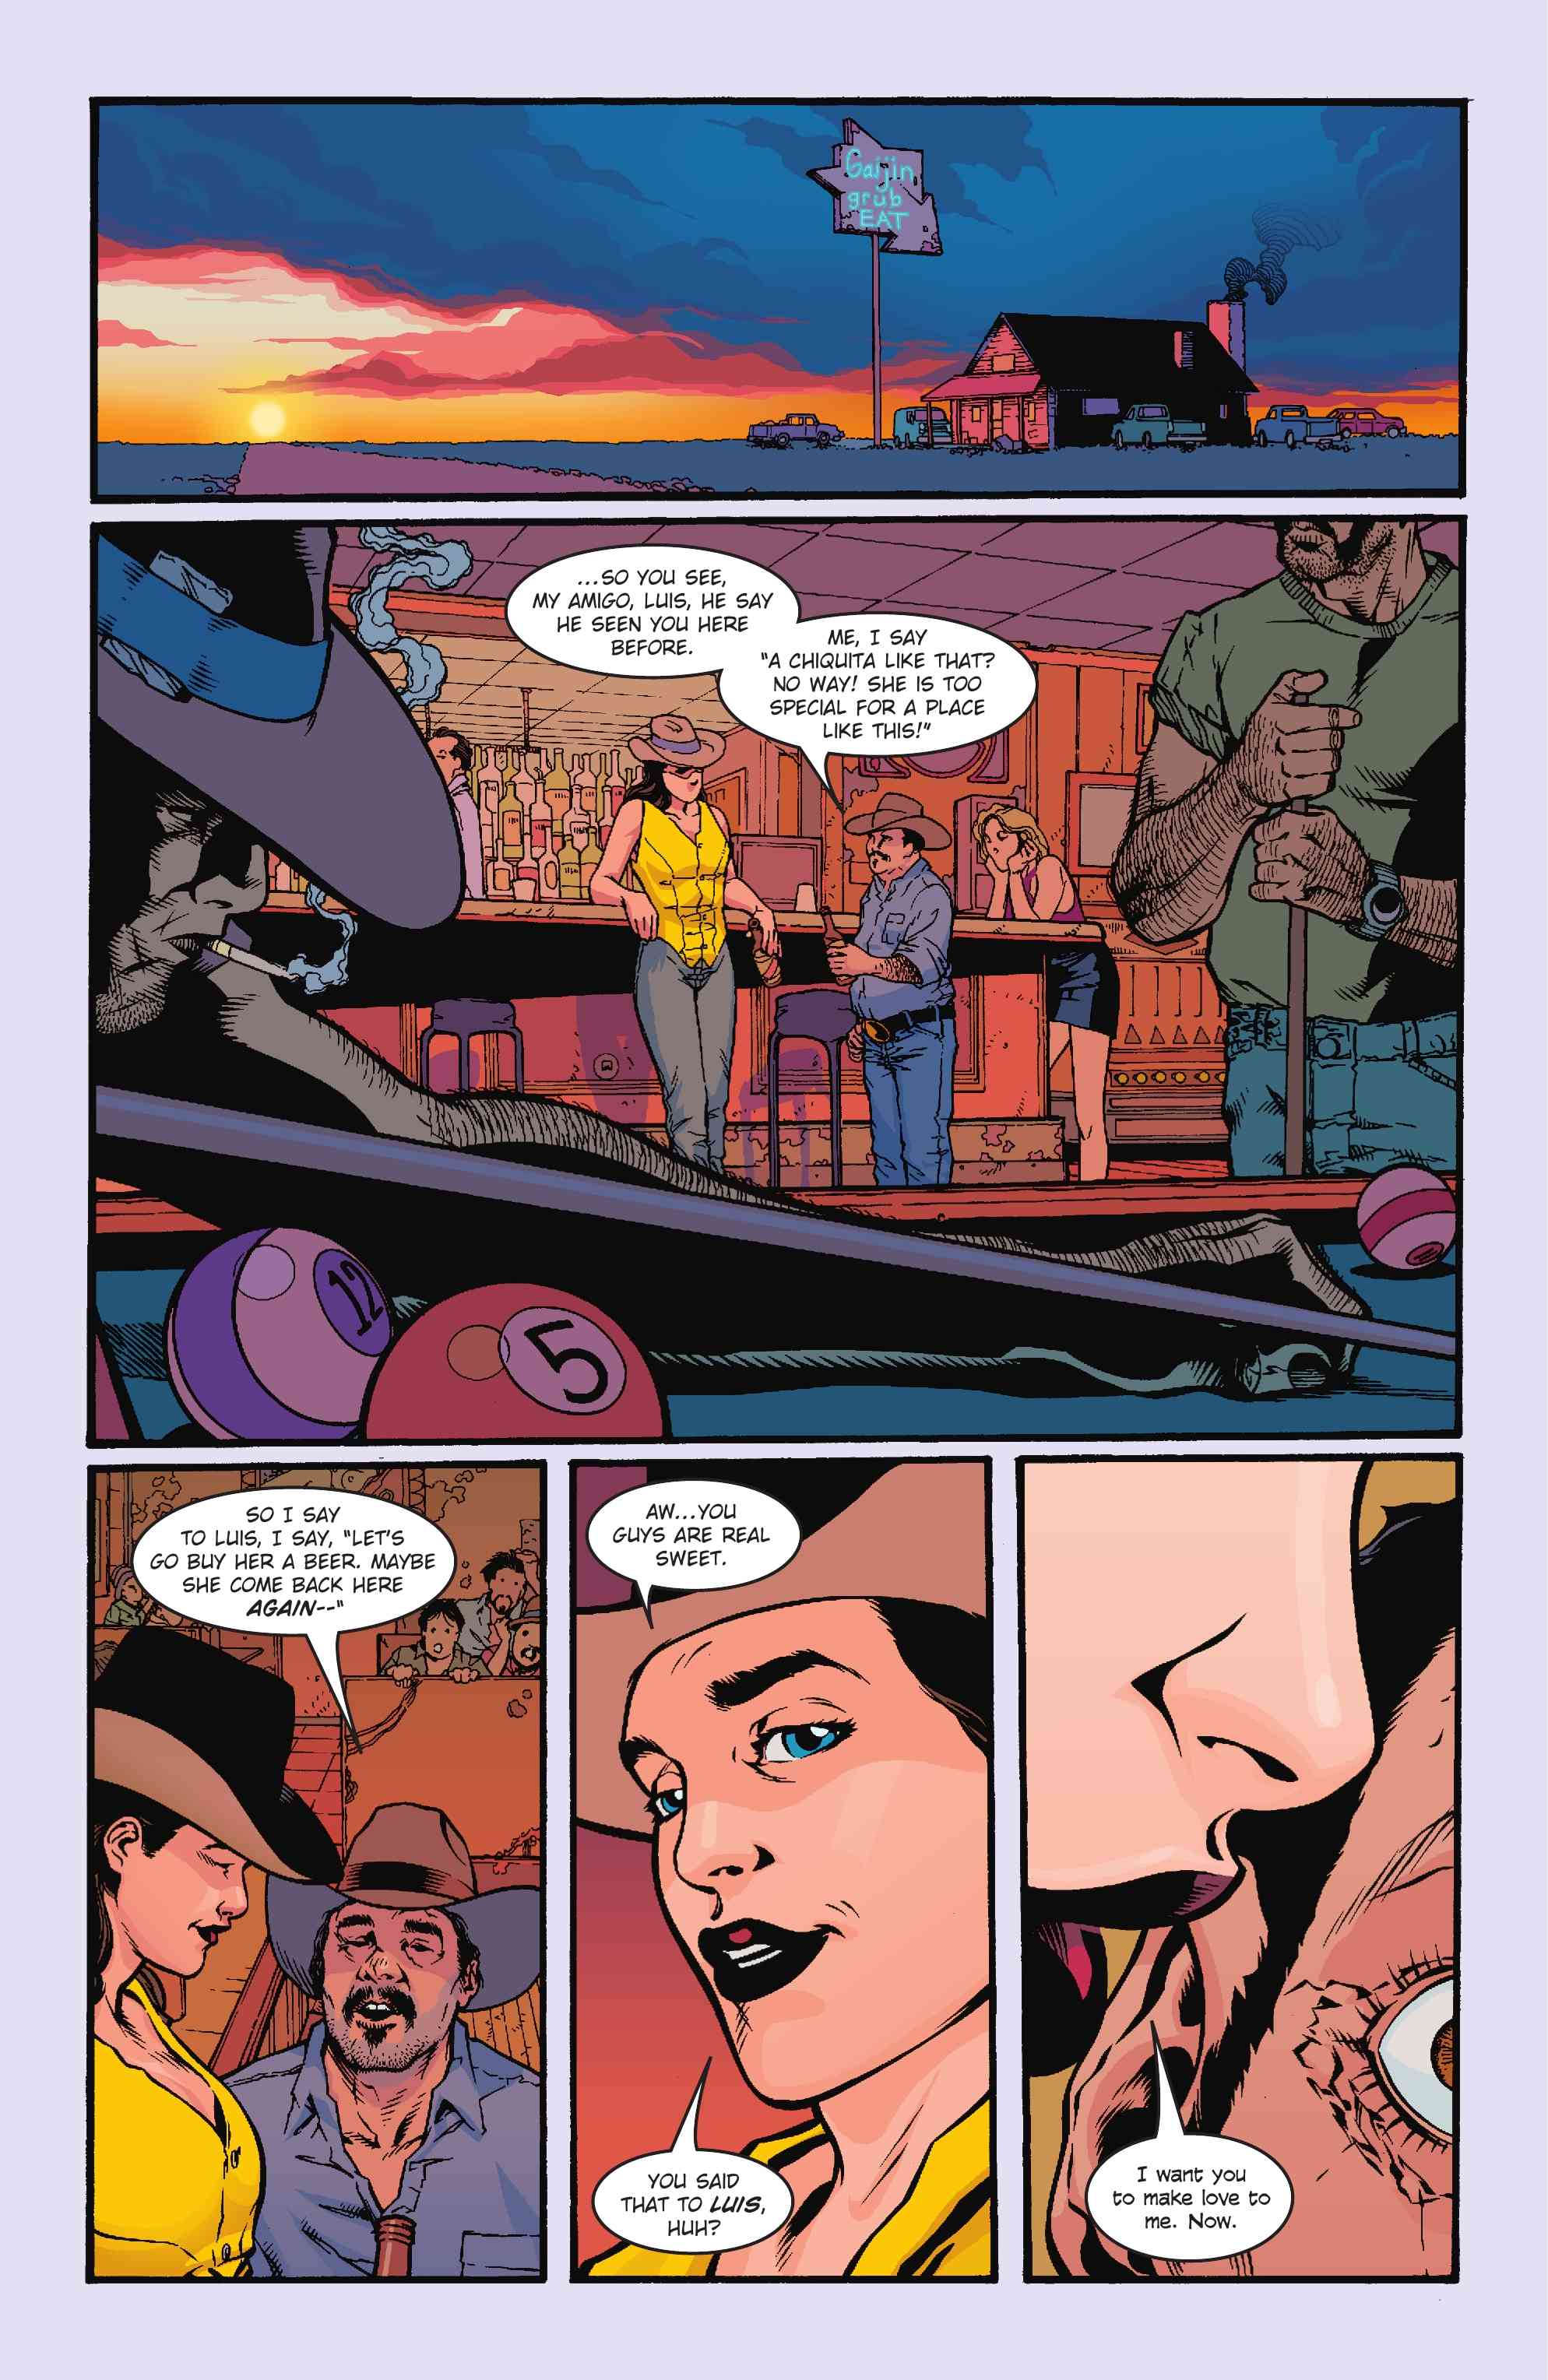 Gaijin
grub
EAT
...SO YOU SEE,
MY AMIGO, LUIS, HE SAY
HE SEEN YOU HERE
BEFORE.
ME, I SAY
"A CHIQUITA LIKE THAT?
NO WAY! SHE IS TOO
SPECIAL FOR A PLACE
LIKE THIS!"
12
5
SO I SAY
TO LUIS, I SAY, "LET'S
GO BUY HER A BEER. MAYBE
SHE COME BACK HERE
AGAIN--"
AW...YOU
GUYS ARE REAL
SWEET.
YOU SAID
THAT TO LUIS,
HUH?
I want you
to make love to
me. Now.